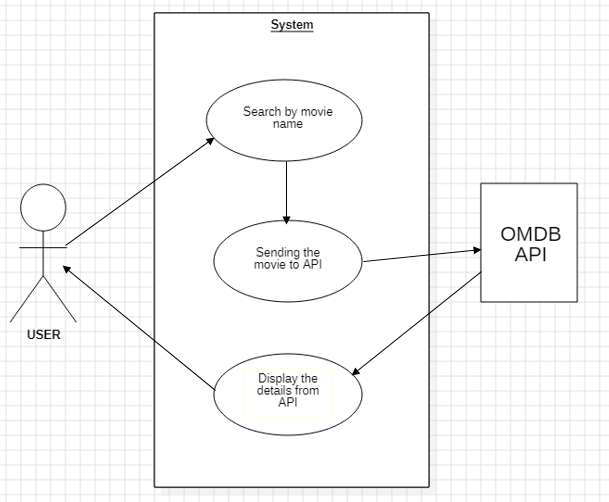 System
Search by movie
name
Sending the
movie to API
OMDB
API
USER
Display the
details from
API